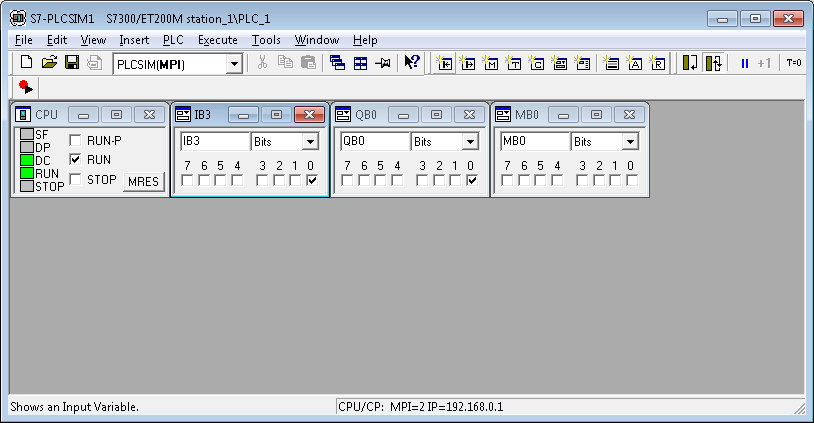 S7-PLCSIM1 S7300/ET200M station_1\PLC_1
File Edit View Insert PLC Execute Tools Window Help
PLCSIM(MPI) +1 T=0
CPU IB3 QB0 MB0
SF
DP
DC
RUN
STOP
RUN-P
RUN
STOP
MRES
IB3 Bits
7 6 5 4 3 2 1 0
QB0 Bits
7 6 5 4 3 2 1 0
MB0 Bits
7 6 5 4 3 2 1 0
Shows an Input Variable.
CPU/CP: MPI=2 IP=192.168.0.1